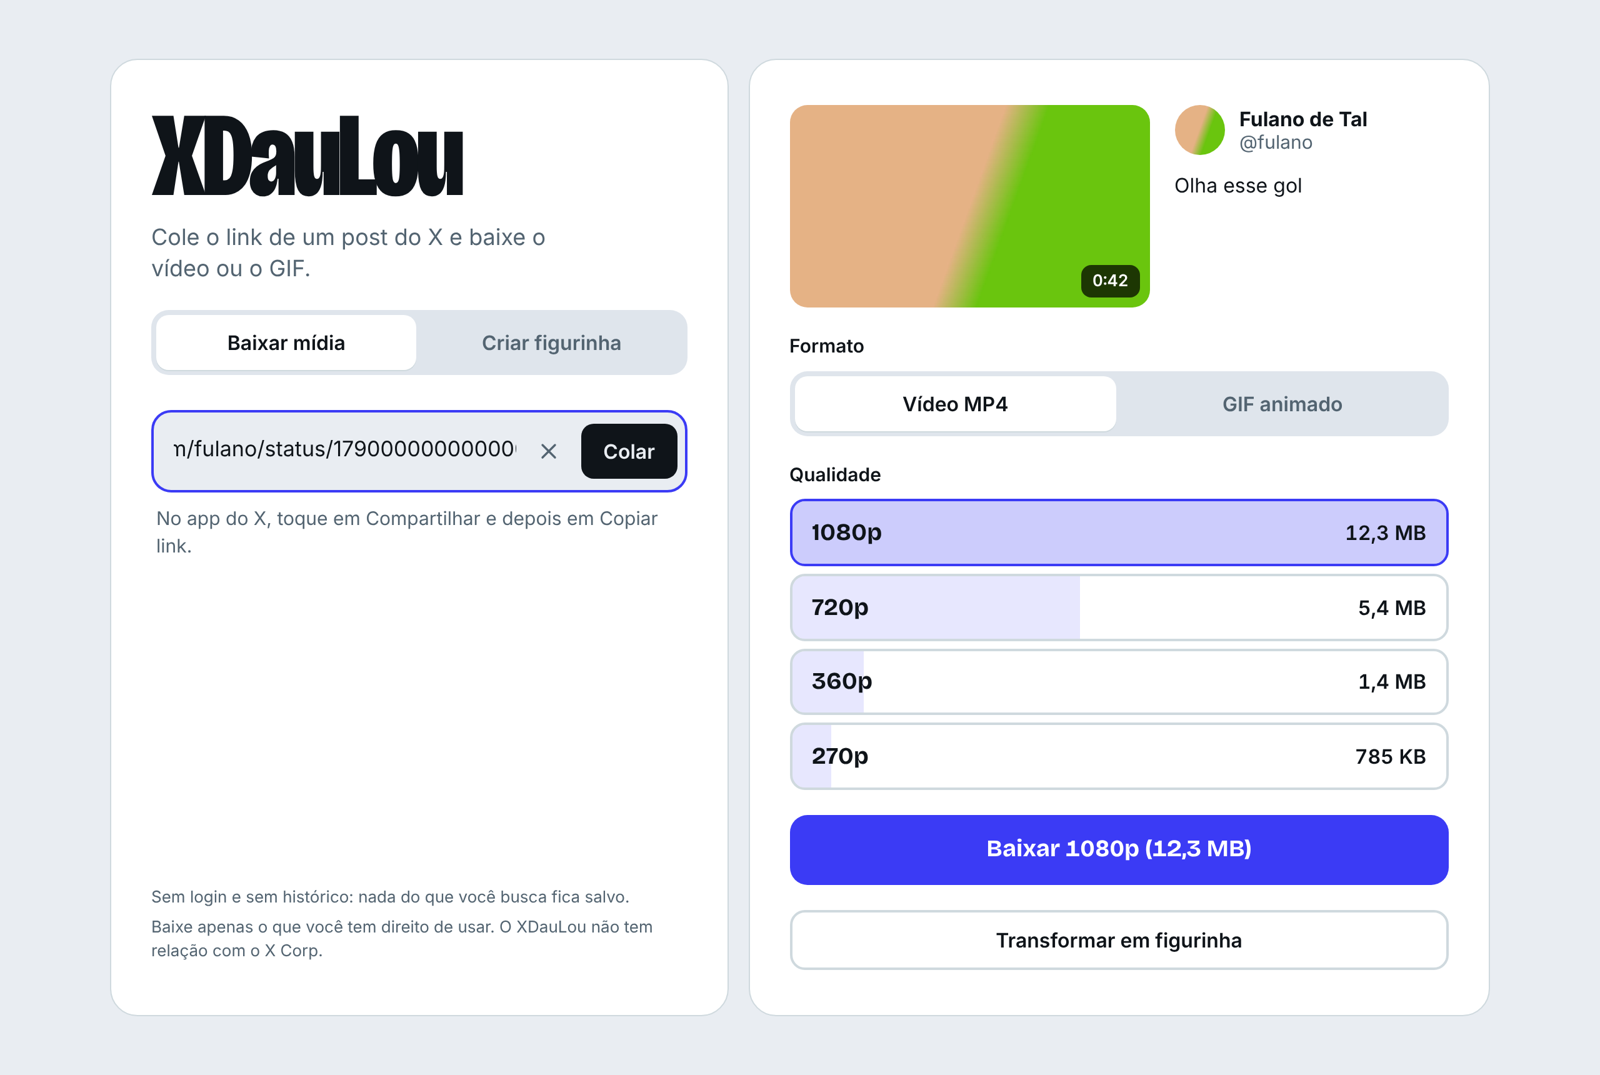 XDauLou
Cole o link de um post do X e baixe o
vídeo ou o GIF.
Baixar mídia
Criar figurinha
m/fulano/status/17900000000000
Colar
No app do X, toque em Compartilhar e depois em Copiar
link.
Sem login e sem histórico: nada do que você busca fica salvo.
Baixe apenas o que você tem direito de usar. O XDauLou não tem
relação com o X Corp.
0:42
Fulano de Tal
@fulano
Olha esse gol
Formato
Vídeo MP4
GIF animado
Qualidade
1080p 12,3 MB
720p 5,4 MB
360p 1,4 MB
270p 785 KB
Baixar 1080p (12,3 MB)
Transformar em figurinha